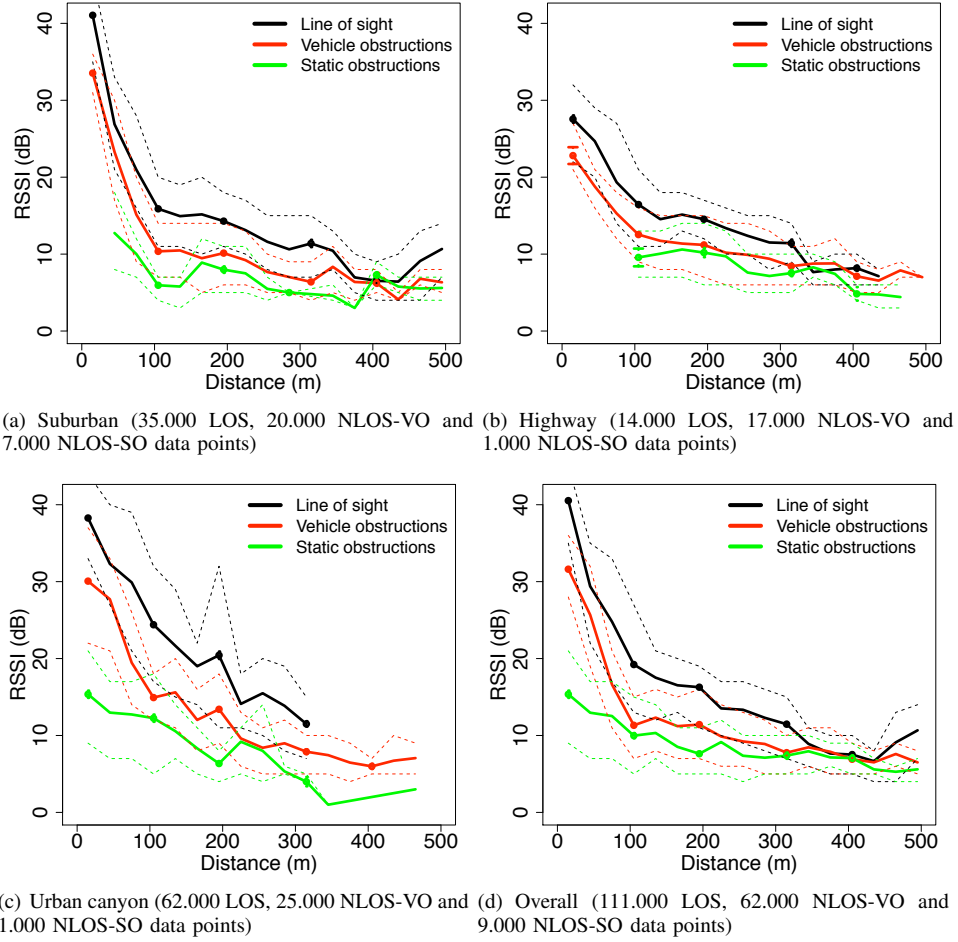 RSSI (dB)
0 10 20 30 40
Line of sight
Vehicle obstructions
Static obstructions
0 100 200 300 400 500
Distance (m)
RSSI (dB)
0 10 20 30 40
Line of sight
Vehicle obstructions
Static obstructions
0 100 200 300 400 500
Distance (m)
(a) Suburban (35.000 LOS, 20.000 NLOS-VO and
7.000 NLOS-SO data points)
(b) Highway (14.000 LOS, 17.000 NLOS-VO and
1.000 NLOS-SO data points)
RSSI (dB)
0 10 20 30 40
Line of sight
Vehicle obstructions
Static obstructions
0 100 200 300 400 500
Distance (m)
RSSI (dB)
0 10 20 30 40
Line of sight
Vehicle obstructions
Static obstructions
0 100 200 300 400 500
Distance (m)
c) Urban canyon (62.000 LOS, 25.000 NLOS-VO and
1.000 NLOS-SO data points)
(d) Overall (111.000 LOS, 62.000 NLOS-VO and
9.000 NLOS-SO data points)